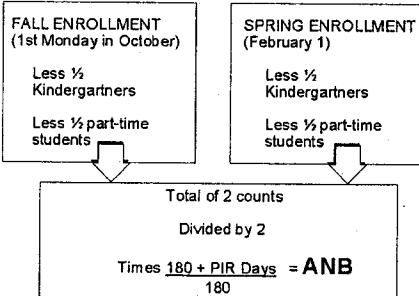 FALL ENROLLMENT
(1st Monday in October)
Less ½
Kindergartners
Less ½ part-time
students
SPRING ENROLLMENT
(February 1)
Less ½
Kindergartners
Less ½ part-time
students
Total of 2 counts
Divided by 2
Times 180 + PIR Days = ANB
180